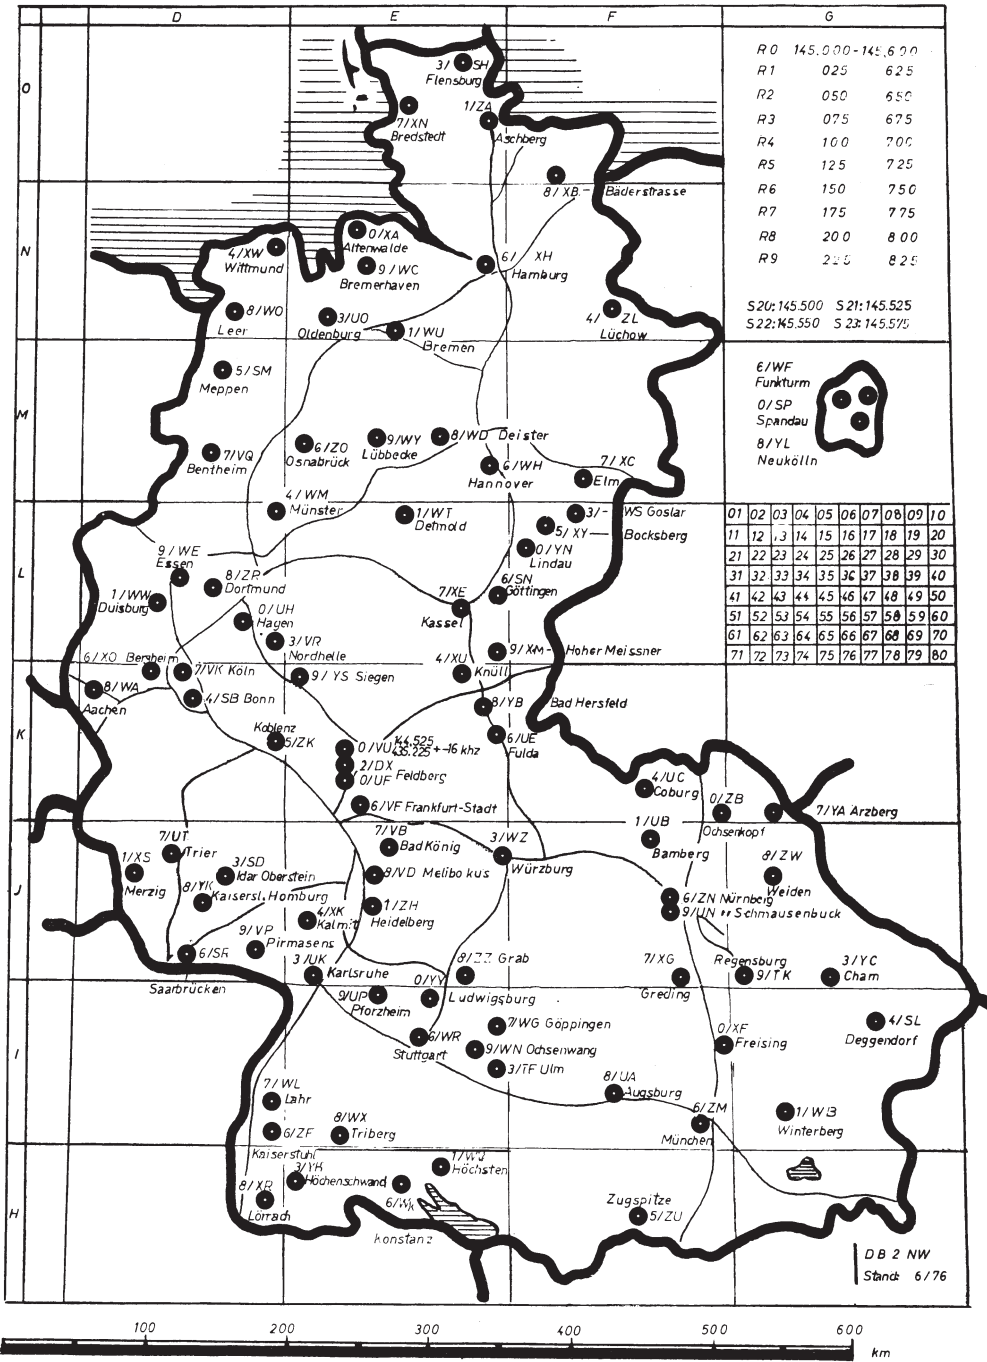 D E F G
O
N
M
L
K
J
I
H
R0 145.000-145,600
R1 025 625
R2 050 650
R3 075 675
R4 100 700
R5 125 725
R6 150 750
R7 175 775
R8 200 800
R9 225 825
S20:145.500 S21:145.525
S22:145.550 S23:145.575
6/WF
Funkturm
0/SP
Spandau
8/YL
Neukölln
01 02 03 04 05 06 07 08 09 10
11 12 13 14 15 16 17 18 19 20
21 22 23 24 25 26 27 28 29 30
31 32 33 34 35 36 37 38 39 40
41 42 43 44 45 46 47 48 49 50
51 52 53 54 55 56 57 58 59 60
61 62 63 64 65 66 67 68 69 70
71 72 73 74 75 76 77 78 79 80
3/ SH
Flensburg
7/XN
Bredstedt
1/ZA
Aschberg
8/XB - Bäderstrasse
0/XA
Altenwalde
4/XW
Wittmund
9/WC
Bremerhaven
6/ XH
Hamburg
8/WO
Leer
3/UO
Oldenburg
1/WU
Bremen
4/ ZL
Lüchow
5/SM
Meppen
7/VQ
Bentheim
6/ZO
Osnabrück
9/WY
Lübbecke
8/WD Deister
6/WH
Hannover
7/XC
Elm
4/WM
Münster
1/WT
Detmold
3/- WS Goslar
5/XY - Bocksberg
0/YN
Lindau
9/WE
Essen
8/ZR
Dortmund
1/WW
Duisburg
0/UH
Hagen
3/VR
Nordhelle
7/XE
Kassel
6/SN
Göttingen
9/XM - Hoher Meissner
6/XO Bergheim
7/VK Köln
9/YS Siegen
4/XU
Knüll
8/WA
Aachen
4/SB Bonn
8/YB Bad Hersfeld
Koblenz
5/ZK
0/VU 144.525
435.225 +-16 khz
2/DX
0/UF Feldberg
6/UE
Fulda
6/VF Frankfurt-Stadt
4/UC
Coburg
0/ZB
Ochsenkopf
7/YA Arzberg
7/UT
Trier
7/VB
Bad König
3/WZ
Würzburg
1/UB
Bamberg
1/XS
Merzig
3/SD
Idar Oberstein
8/VD Melibokus
8/ZW
Weiden
8/YK
Kaisersl. Homburg
4/XK
Kalmit
1/ZH
Heidelberg
6/ZN Nürnberg
9/UN " Schmausenbuck
6/SR
Saarbrücken
9/VP
Pirmasens
3/UK
Karlsruhe
8/ZZ Grab
7/XG
Greding
Regensburg
9/TK
3/YC
Cham
9/UP
Pforzheim
0/YY
Ludwigsburg
7/WG Göppingen
6/WR
Stuttgart
9/WN Ochsenwang
3/TF Ulm
0/XF
Freising
4/SL
Deggendorf
7/WL
Lahr
8/UA
Augsburg
6/ZM
München
1/WB
Winterberg
6/ZF
Kaiserstuhl
8/WX
Triberg
3/YH
Höchenschwand
1/WQ
Höchsten
8/XR
Lörrach
6/WK
Konstanz
Zugspitze
5/ZU
DB 2 NW
Stand: 6/76
100 200 300 400 500 600
km